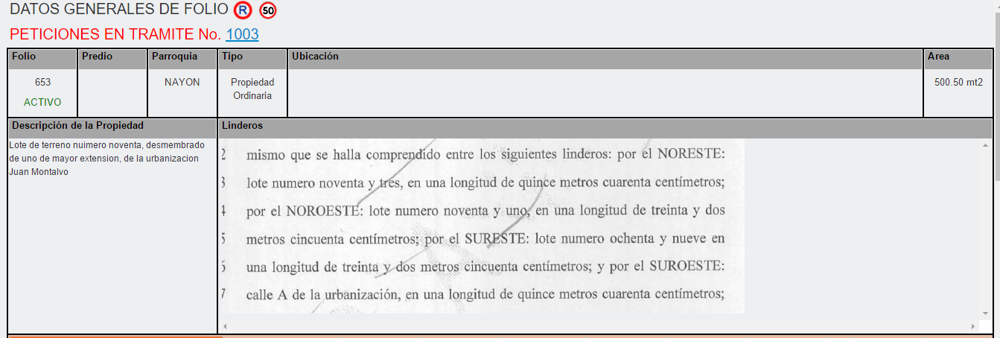 DATOS GENERALES DE FOLIO R 50
PETICIONES EN TRAMITE No. 1003
Folio Predio Parroquia Tipo Ubicación Area
653 NAYON Propiedad 500.50 mt2
Ordinaria
ACTIVO
Descripción de la Propiedad Linderos
Lote de terreno nuimero noventa, desmembrado
de uno de mayor extension, de la urbanizacion
Juan Montalvo
2 mismo que se halla comprendido entre los siguientes linderos: por el NORESTE:
3 lote numero noventa y tres, en una longitud de quince metros cuarenta centímetros;
4 por el NOROESTE: lote numero noventa y uno, en una longitud de treinta y dos
5 metros cincuenta centímetros; por el SURESTE: lote numero ochenta y nueve en
una longitud de treinta y dos metros cincuenta centímetros; y por el SUROESTE:
7 calle A de la urbanización, en una longitud de quince metros cuarenta centímetros;